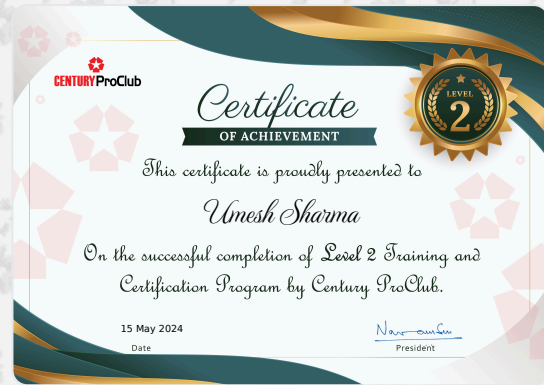 CENTURY ProClub
Certificate
OF ACHIEVEMENT
LEVEL
2
This certificate is proudly presented to
Umesh Sharma
On the successful completion of Level 2 Training and
Certification Program by Century ProClub.
15 May 2024
Date
President